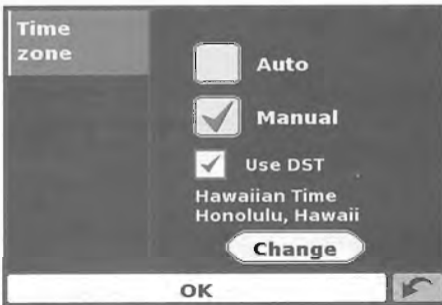 Time
zone
Auto
Manual
Use DST
Hawaiian Time
Honolulu, Hawaii
Change
OK